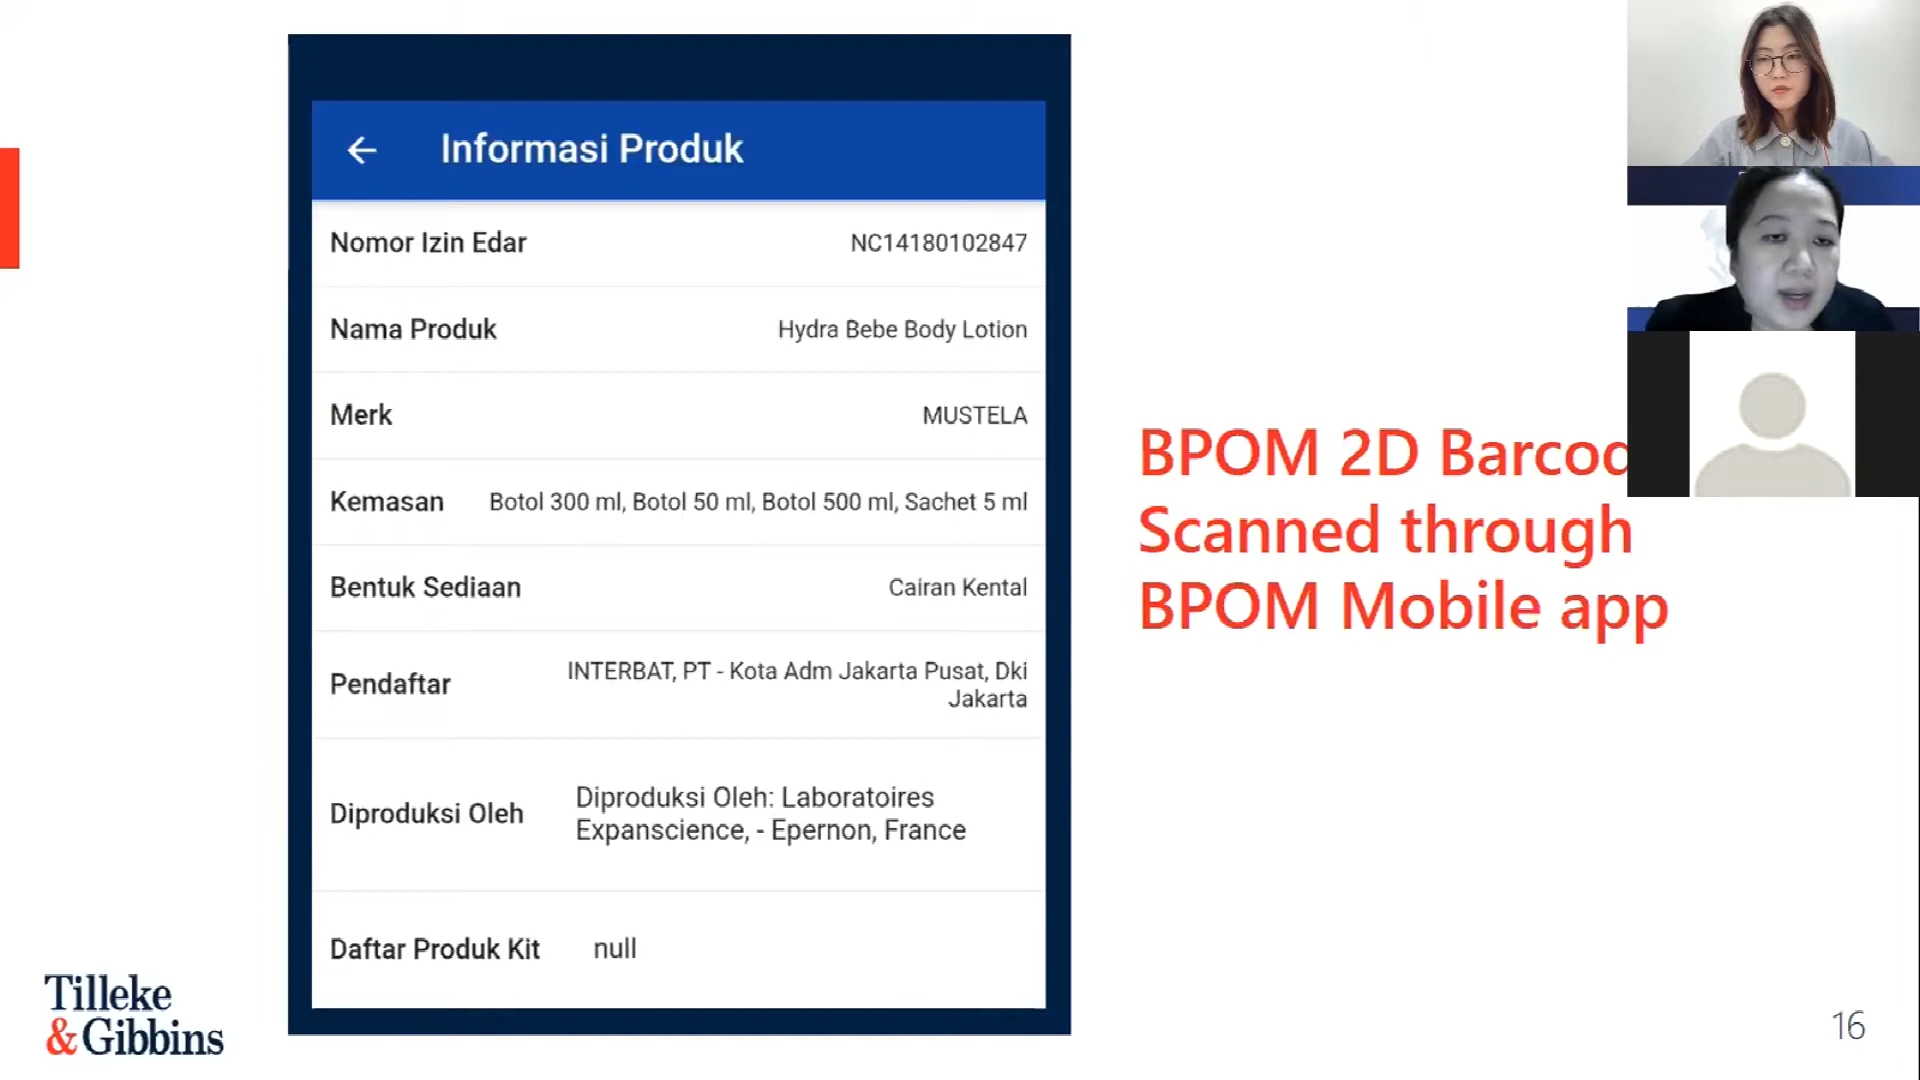 Informasi Produk
Nomor Izin Edar NC14180102847
Nama Produk Hydra Bebe Body Lotion
Merk MUSTELA
Kemasan Botol 300 ml, Botol 50 ml, Botol 500 ml, Sachet 5 ml
Bentuk Sediaan Cairan Kental
Pendaftar INTERBAT, PT - Kota Adm Jakarta Pusat, Dki
Jakarta
Diproduksi Oleh Diproduksi Oleh: Laboratoires
Expanscience, - Epernon, France
Daftar Produk Kit null
BPOM 2D Barcod
Scanned through
BPOM Mobile app
Tilleke
&Gibbins
16